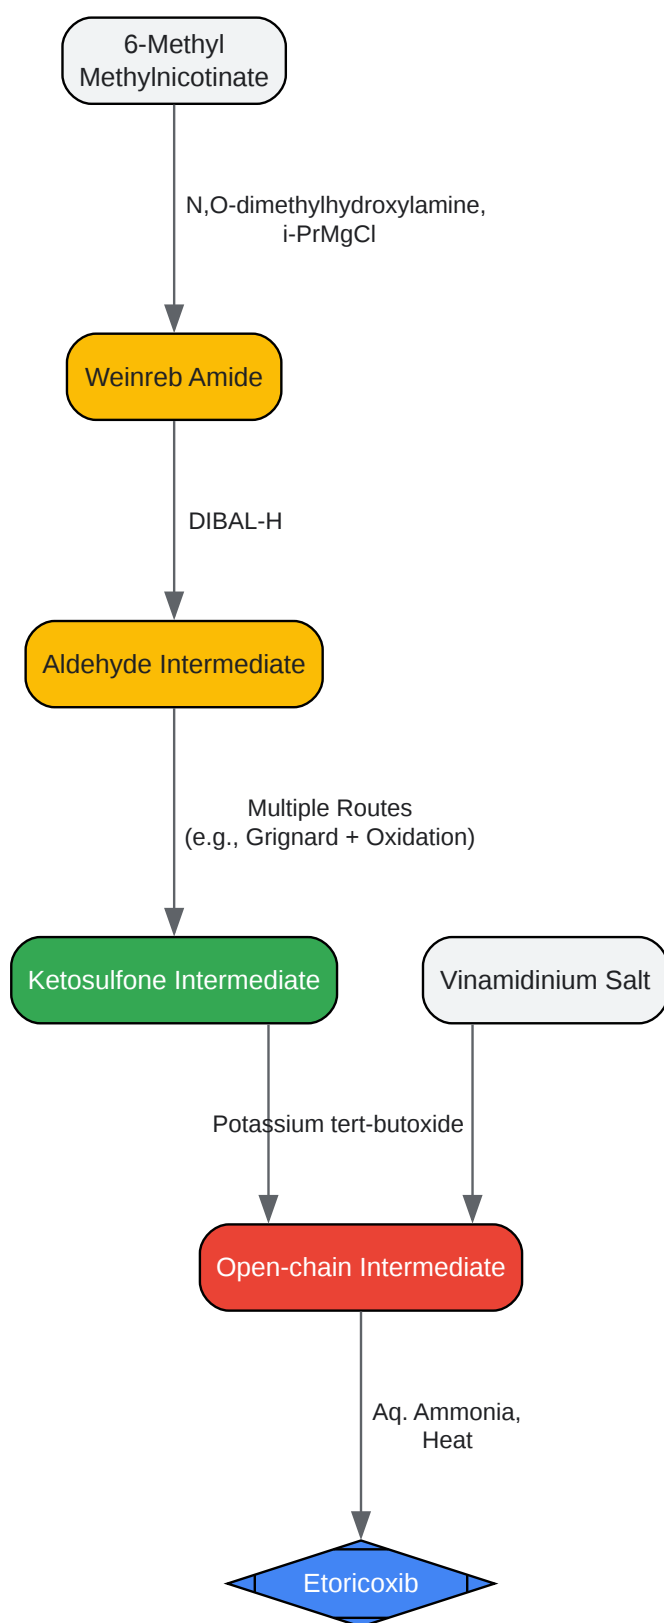 6-Methyl
Methylnicotinate
N,O-dimethylhydroxylamine,
i-PrMgCl
Weinreb Amide
DIBAL-H
Aldehyde Intermediate
Multiple Routes
(e.g., Grignard + Oxidation)
Ketosulfone Intermediate
Vinamidinium Salt
Potassium tert-butoxide
Open-chain Intermediate
Aq. Ammonia,
Heat
Etoricoxib